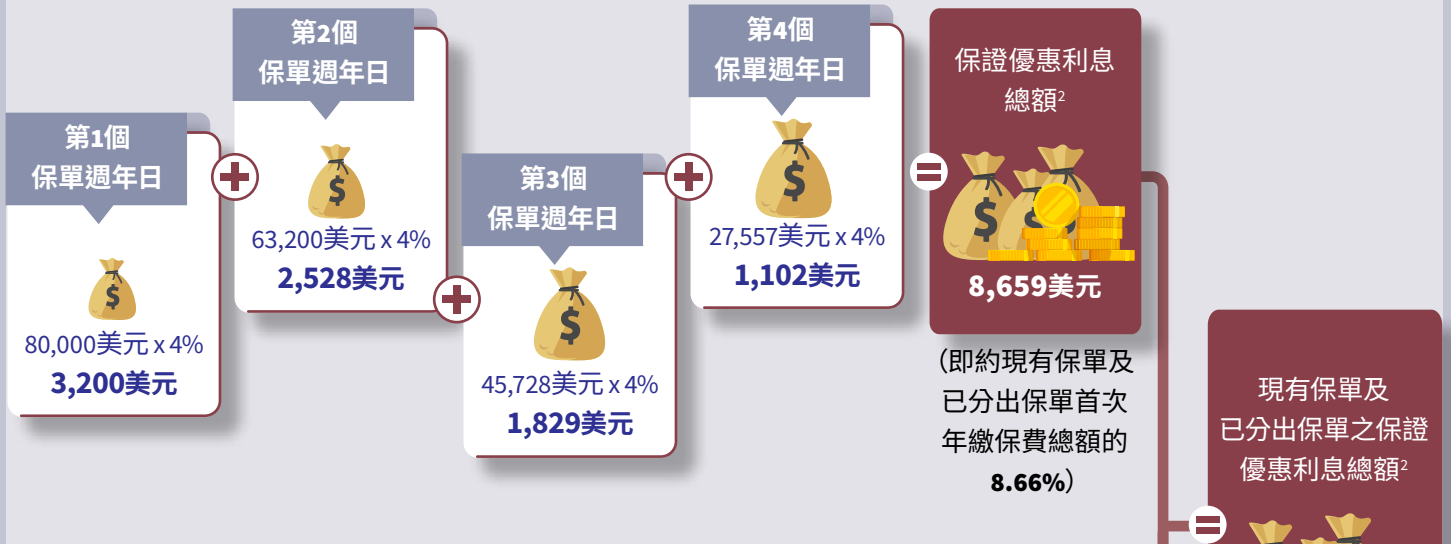 第1個
保單週年日
$
80,000美元 x 4%
3,200美元
第2個
保單週年日
$
63,200美元 x 4%
2,528美元
第3個
保單週年日
$
45,728美元 x 4%
1,829美元
第4個
保單週年日
$
27,557美元 x 4%
1,102美元
保證優惠利息
總額2
$ $
8,659美元
(即約現有保單及
已分出保單首次
年繳保費總額的
8.66%)
現有保單及
已分出保單之保證
優惠利息總額2